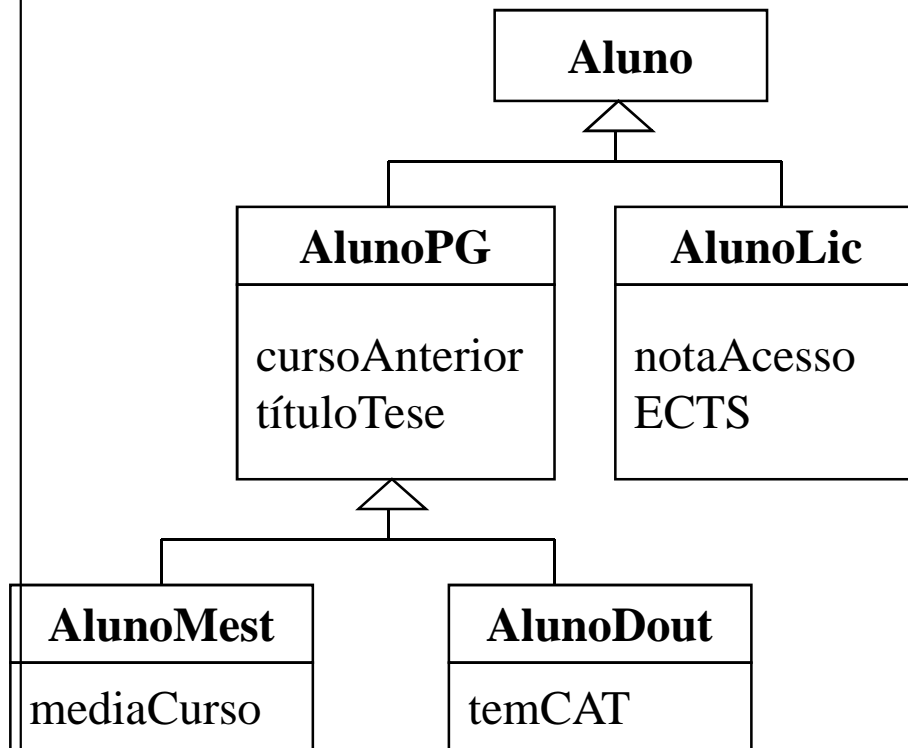 Aluno
AlunoPG
AlunoLic
cursoAnterior
títuloTese
notaAcesso
ECTS
AlunoMest
AlunoDout
mediaCurso
temCAT